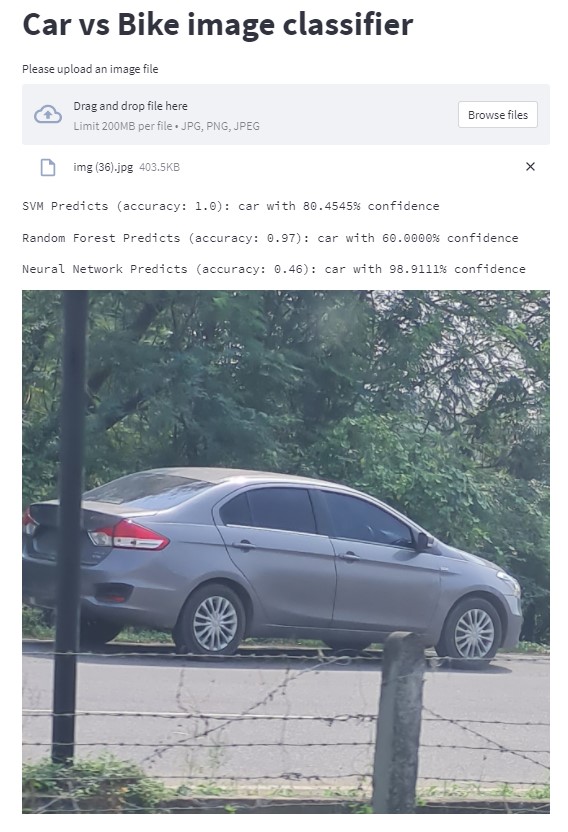 Car vs Bike image classifier
Please upload an image file
Drag and drop file here
Limit 200MB per file • JPG, PNG, JPEG
Browse files
img (36).jpg 403.5KB
SVM Predicts (accuracy: 1.0): car with 80.4545% confidence
Random Forest Predicts (accuracy: 0.97): car with 60.0000% confidence
Neural Network Predicts (accuracy: 0.46): car with 98.9111% confidence